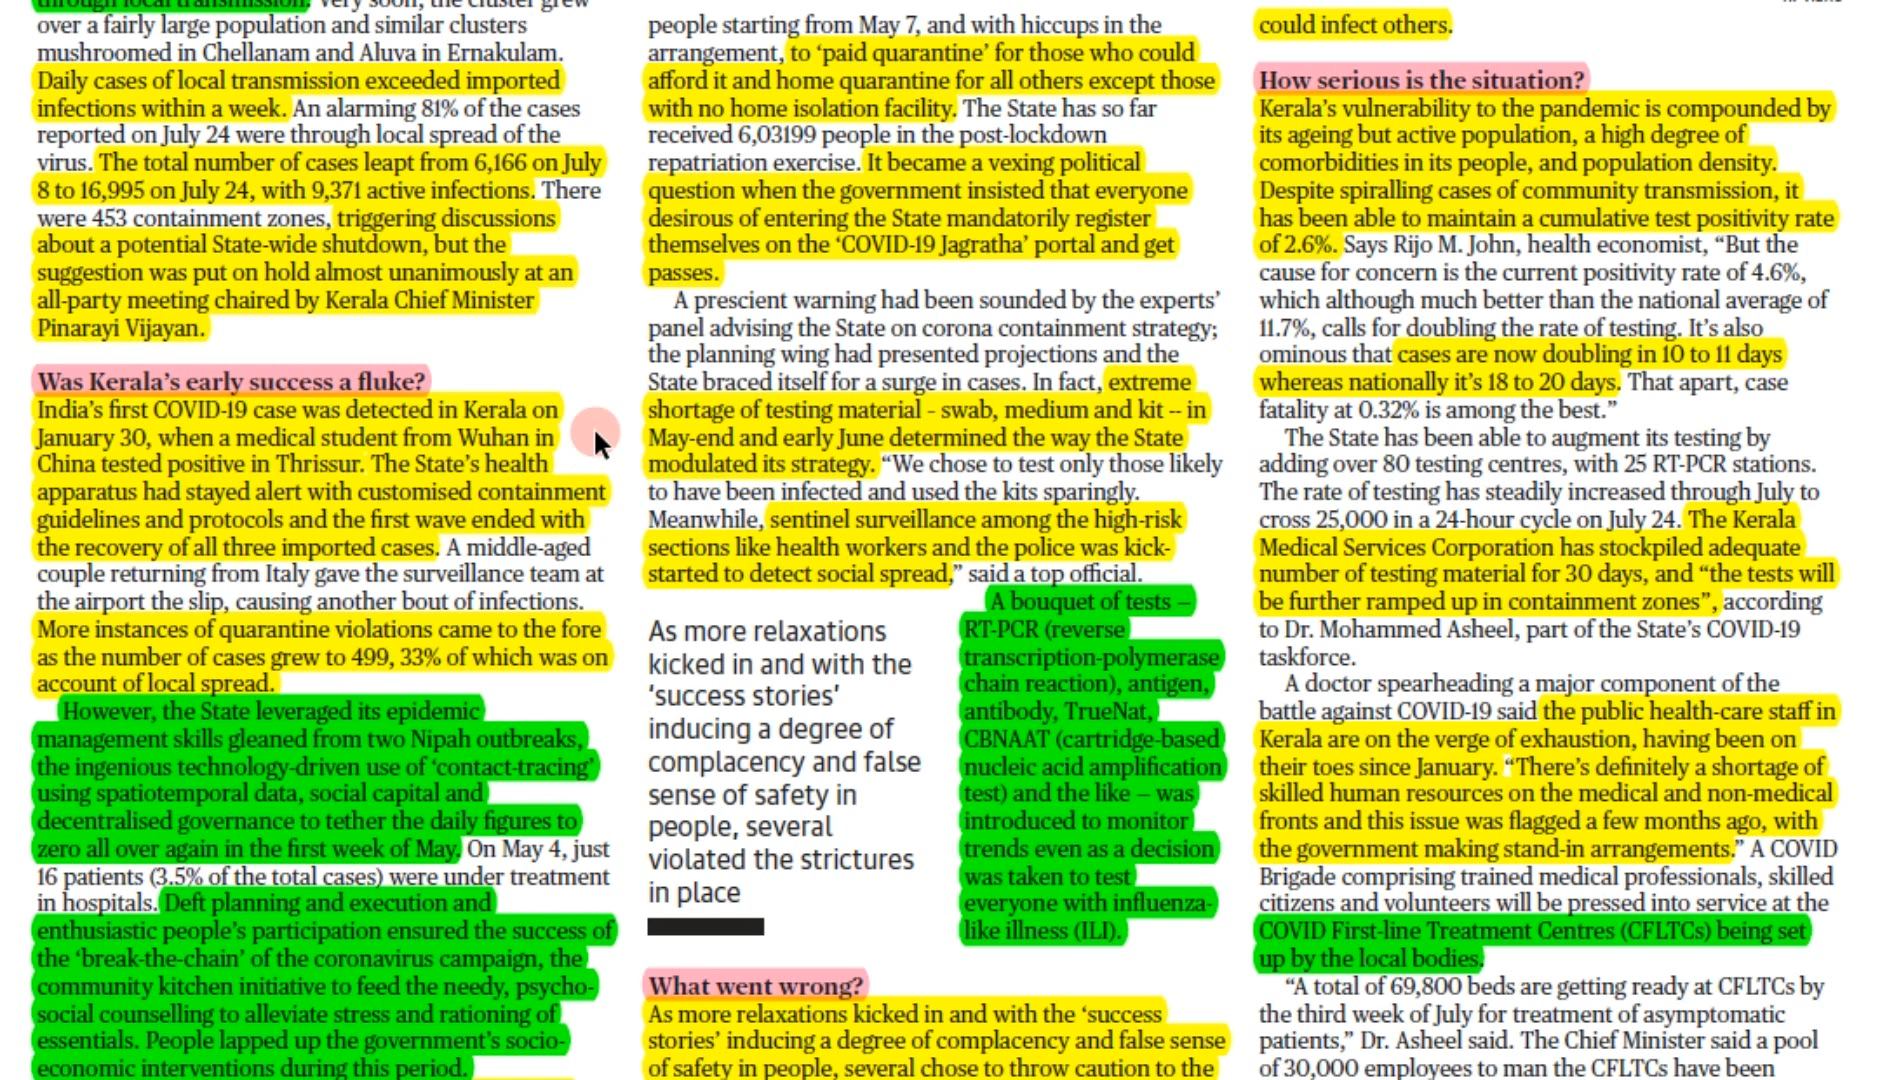 through local transmission. Very soon, the cluster grew
over a fairly large population and similar clusters
mushroomed in Chellanam and Aluva in Ernakulam.
Daily cases of local transmission exceeded imported
infections within a week. An alarming 81% of the cases
reported on July 24 were through local spread of the
virus. The total number of cases leapt from 6,166 on July
8 to 16,995 on July 24, with 9,371 active infections. There
were 453 containment zones, triggering discussions
about a potential State-wide shutdown, but the
suggestion was put on hold almost unanimously at an
all-party meeting chaired by Kerala Chief Minister
Pinarayi Vijayan.
Was Kerala's early success a fluke?
India's first COVID-19 case was detected in Kerala on
January 30, when a medical student from Wuhan in
China tested positive in Thrissur. The State's health
apparatus had stayed alert with customised containment
guidelines and protocols and the first wave ended with
the recovery of all three imported cases. A middle-aged
couple returning from Italy gave the surveillance team at
the airport the slip, causing another bout of infections.
More instances of quarantine violations came to the fore
as the number of cases grew to 499, 33% of which was on
account of local spread.
However, the State leveraged its epidemic
management skills gleaned from two Nipah outbreaks,
the ingenious technology-driven use of 'contact-tracing'
using spatiotemporal data, social capital and
decentralised governance to tether the daily figures to
zero all over again in the first week of May. On May 4, just
16 patients (3.5% of the total cases) were under treatment
in hospitals. Deft planning and execution and
enthusiastic people's participation ensured the success of
the 'break-the-chain' of the coronavirus campaign, the
community kitchen initiative to feed the needy, psycho-
social counselling to alleviate stress and rationing of
essentials. People lapped up the government's socio-
economic interventions during this period.
people starting from May 7, and with hiccups in the
arrangement, to 'paid quarantine' for those who could
afford it and home quarantine for all others except those
with no home isolation facility. The State has so far
received 6,03199 people in the post-lockdown
repatriation exercise. It became a vexing political
question when the government insisted that everyone
desirous of entering the State mandatorily register
themselves on the 'COVID-19 Jagratha' portal and get
passes.
A prescient warning had been sounded by the experts'
panel advising the State on corona containment strategy;
the planning wing had presented projections and the
State braced itself for a surge in cases. In fact, extreme
shortage of testing material - swab, medium and kit -- in
May-end and early June determined the way the State
modulated its strategy. "We chose to test only those likely
to have been infected and used the kits sparingly.
Meanwhile, sentinel surveillance among the high-risk
sections like health workers and the police was kick-
started to detect social spread," said a top official.
As more relaxations
kicked in and with the
'success stories'
inducing a degree of
complacency and false
sense of safety in
people, several
violated the strictures
in place
A bouquet of tests –
RT-PCR (reverse
transcription-polymerase
chain reaction), antigen,
antibody, TrueNat,
CBNAAT (cartridge-based
nucleic acid amplification
test) and the like – was
introduced to monitor
trends even as a decision
was taken to test
everyone with influenza-
like illness (ILI).
What went wrong?
As more relaxations kicked in and with the 'success
stories' inducing a degree of complacency and false sense
of safety in people, several chose to throw caution to the
could infect others.
How serious is the situation?
Kerala's vulnerability to the pandemic is compounded by
its ageing but active population, a high degree of
comorbidities in its people, and population density.
Despite spiralling cases of community transmission, it
has been able to maintain a cumulative test positivity rate
of 2.6%. Says Rijo M. John, health economist, "But the
cause for concern is the current positivity rate of 4.6%,
which although much better than the national average of
11.7%, calls for doubling the rate of testing. It's also
ominous that cases are now doubling in 10 to 11 days
whereas nationally it's 18 to 20 days. That apart, case
fatality at 0.32% is among the best."
The State has been able to augment its testing by
adding over 80 testing centres, with 25 RT-PCR stations.
The rate of testing has steadily increased through July to
cross 25,000 in a 24-hour cycle on July 24. The Kerala
Medical Services Corporation has stockpiled adequate
number of testing material for 30 days, and "the tests will
be further ramped up in containment zones", according
to Dr. Mohammed Asheel, part of the State's COVID-19
taskforce.
A doctor spearheading a major component of the
battle against COVID-19 said the public health-care staff in
Kerala are on the verge of exhaustion, having been on
their toes since January. "There's definitely a shortage of
skilled human resources on the medical and non-medical
fronts and this issue was flagged a few months ago, with
the government making stand-in arrangements." A COVID
Brigade comprising trained medical professionals, skilled
citizens and volunteers will be pressed into service at the
COVID First-line Treatment Centres (CFLTCs) being set
up by the local bodies.
"A total of 69,800 beds are getting ready at CFLTCs by
the third week of July for treatment of asymptomatic
patients," Dr. Asheel said. The Chief Minister said a pool
of 30,000 employees to man the CFLTCs have been